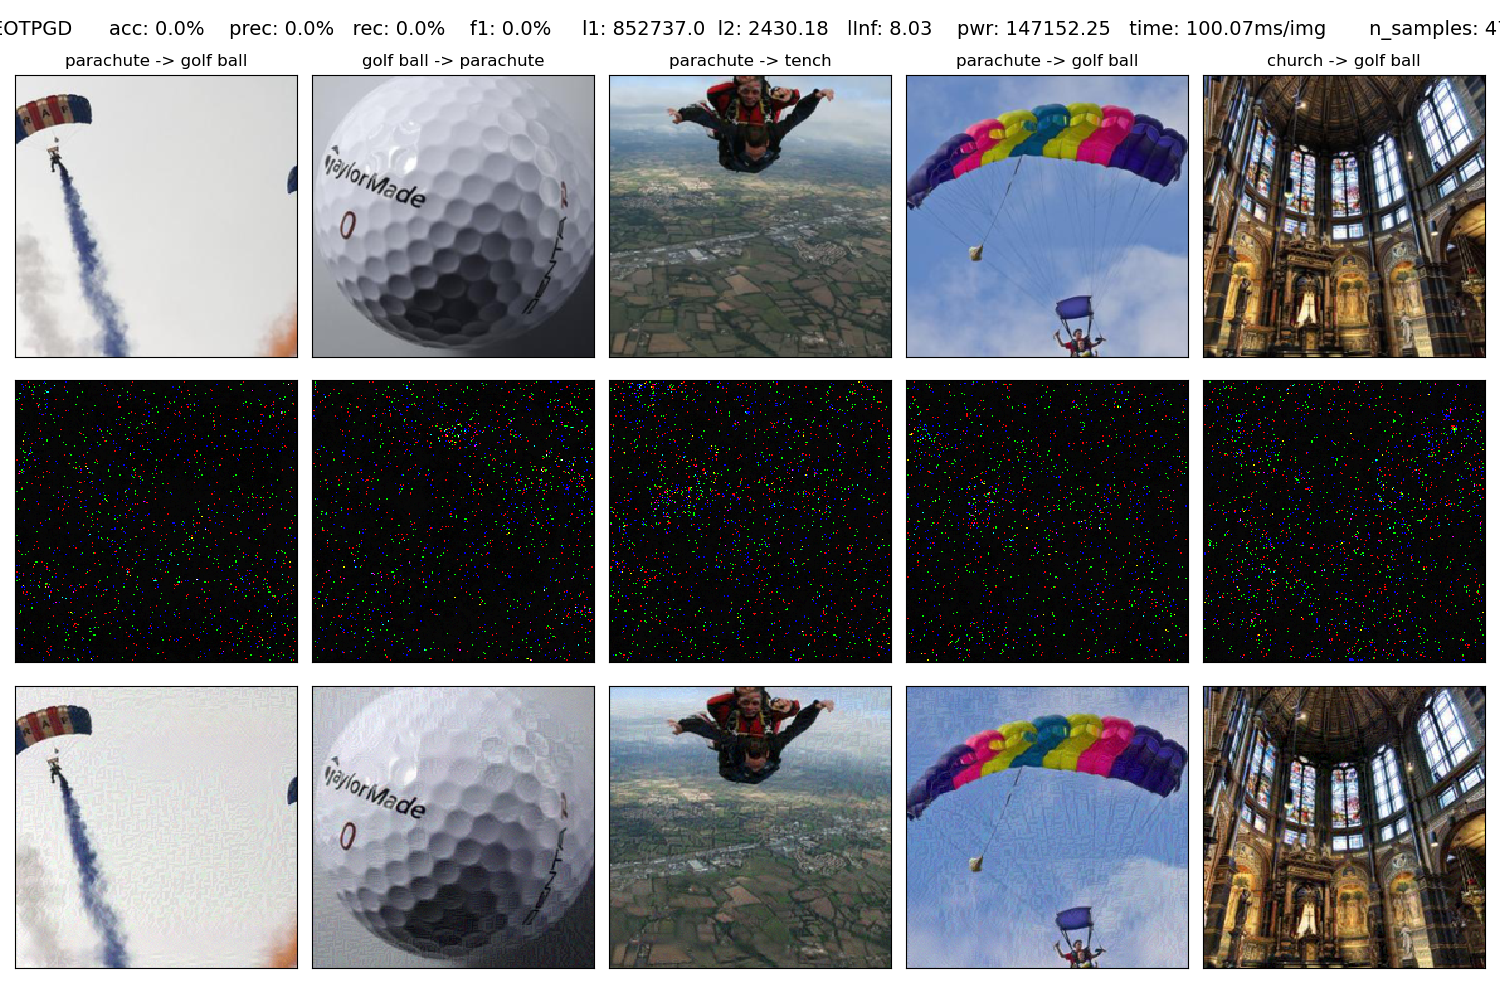 EOTPGD acc: 0.0% prec: 0.0% rec: 0.0% f1: 0.0% l1: 852737.0 l2: 2430.18 lInf: 8.03 pwr: 147152.25 time: 100.07ms/img n_samples:
parachute -> golf ball
golf ball -> parachute
parachute -> tench
parachute -> golf ball
church -> golf ball
TaylorMade
0
TaylorMade
0